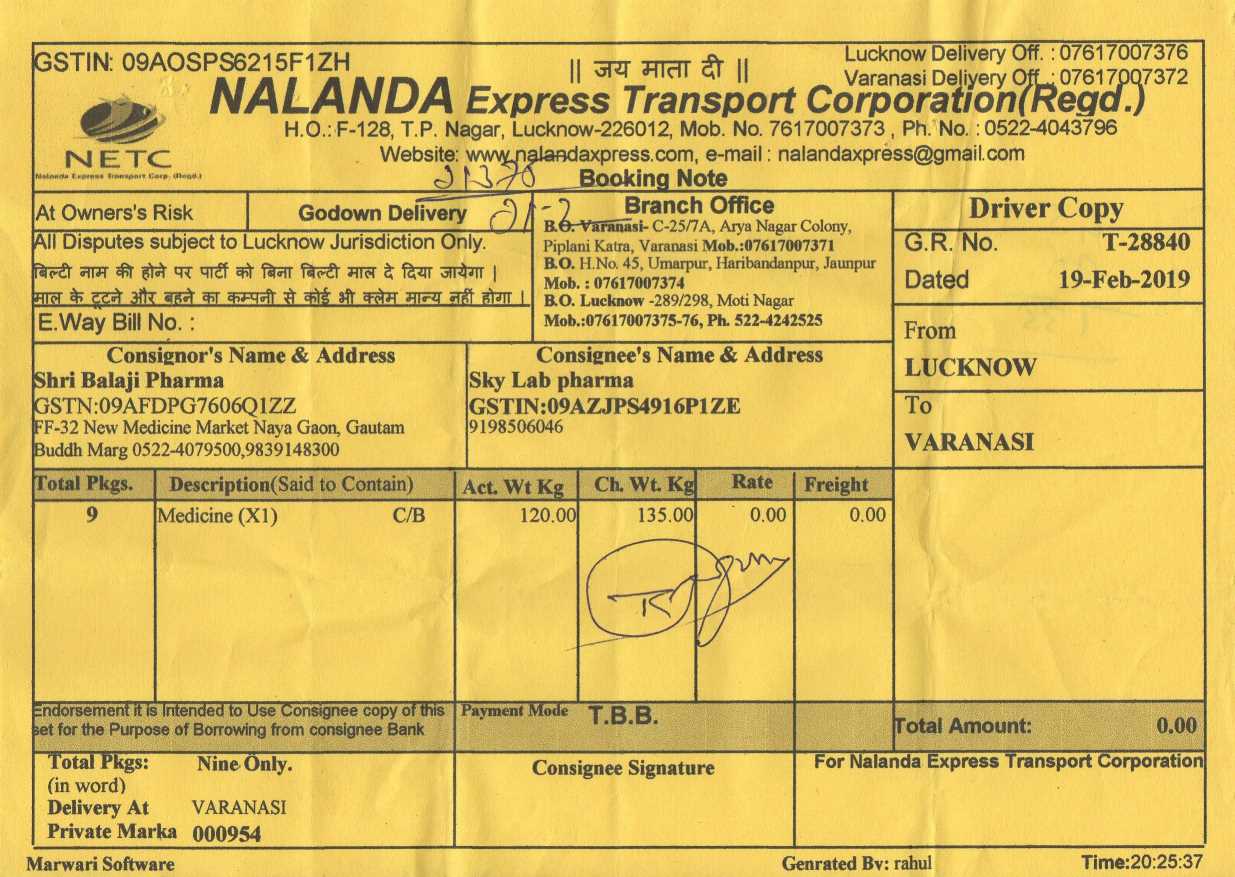 GSTIN: 09AOSPS6215F1ZH
|| जय माता दी ||
Lucknow Delivery Off. : 07617007376
Varanasi Delivery Off. : 07617007372
NALANDA Express Transport Corporation(Regd.)
H.O.: F-128, T.P. Nagar, Lucknow-226012, Mob. No. 7617007373 , Ph. No. : 0522-4043796
NETC
Website: www.nalandaxpress.com, e-mail : nalandaxpress@gmail.com
Nalanda Express Transport Corp. (Regd.)
21370
Booking Note
21-2
At Owners's Risk
Godown Delivery
All Disputes subject to Lucknow Jurisdiction Only.
बिल्टी नाम की होने पर पार्टी को बिना बिल्टी माल दे दिया जायेगा |
माल के टूटने और बहने का कम्पनी से कोई भी क्लेम मान्य नहीं होगा |
E.Way Bill No. :
Branch Office
B.O. Varanasi- C-25/7A, Arya Nagar Colony,
Piplani Katra, Varanasi Mob.:07617007371
B.O. H.No. 45, Umarpur, Haribandanpur, Jaunpur
Mob. : 07617007374
B.O. Lucknow -289/298, Moti Nagar
Mob.:07617007375-76, Ph. 522-4242525
Driver Copy
G.R. No. T-28840
Dated 19-Feb-2019
From
LUCKNOW
To
VARANASI
Consignor's Name & Address
Shri Balaji Pharma
GSTN:09AFDPG7606Q1ZZ
FF-32 New Medicine Market Naya Gaon, Gautam
Buddh Marg 0522-4079500,9839148300
Consignee's Name & Address
Sky Lab pharma
GSTIN:09AZJPS4916P1ZE
9198506046
Total Pkgs. Description(Said to Contain) Act. Wt Kg Ch. Wt. Kg Rate Freight
9 Medicine (X1) C/B 120.00 135.00 0.00 0.00
Endorsement it is Intended to Use Consignee copy of this
set for the Purpose of Borrowing from consignee Bank
Payment Mode T.B.B.
Total Amount: 0.00
Total Pkgs: Nine Only.
(in word)
Delivery At VARANASI
Private Marka 000954
Consignee Signature
For Nalanda Express Transport Corporation
Marwari Software
Genrated By: rahul
Time:20:25:37